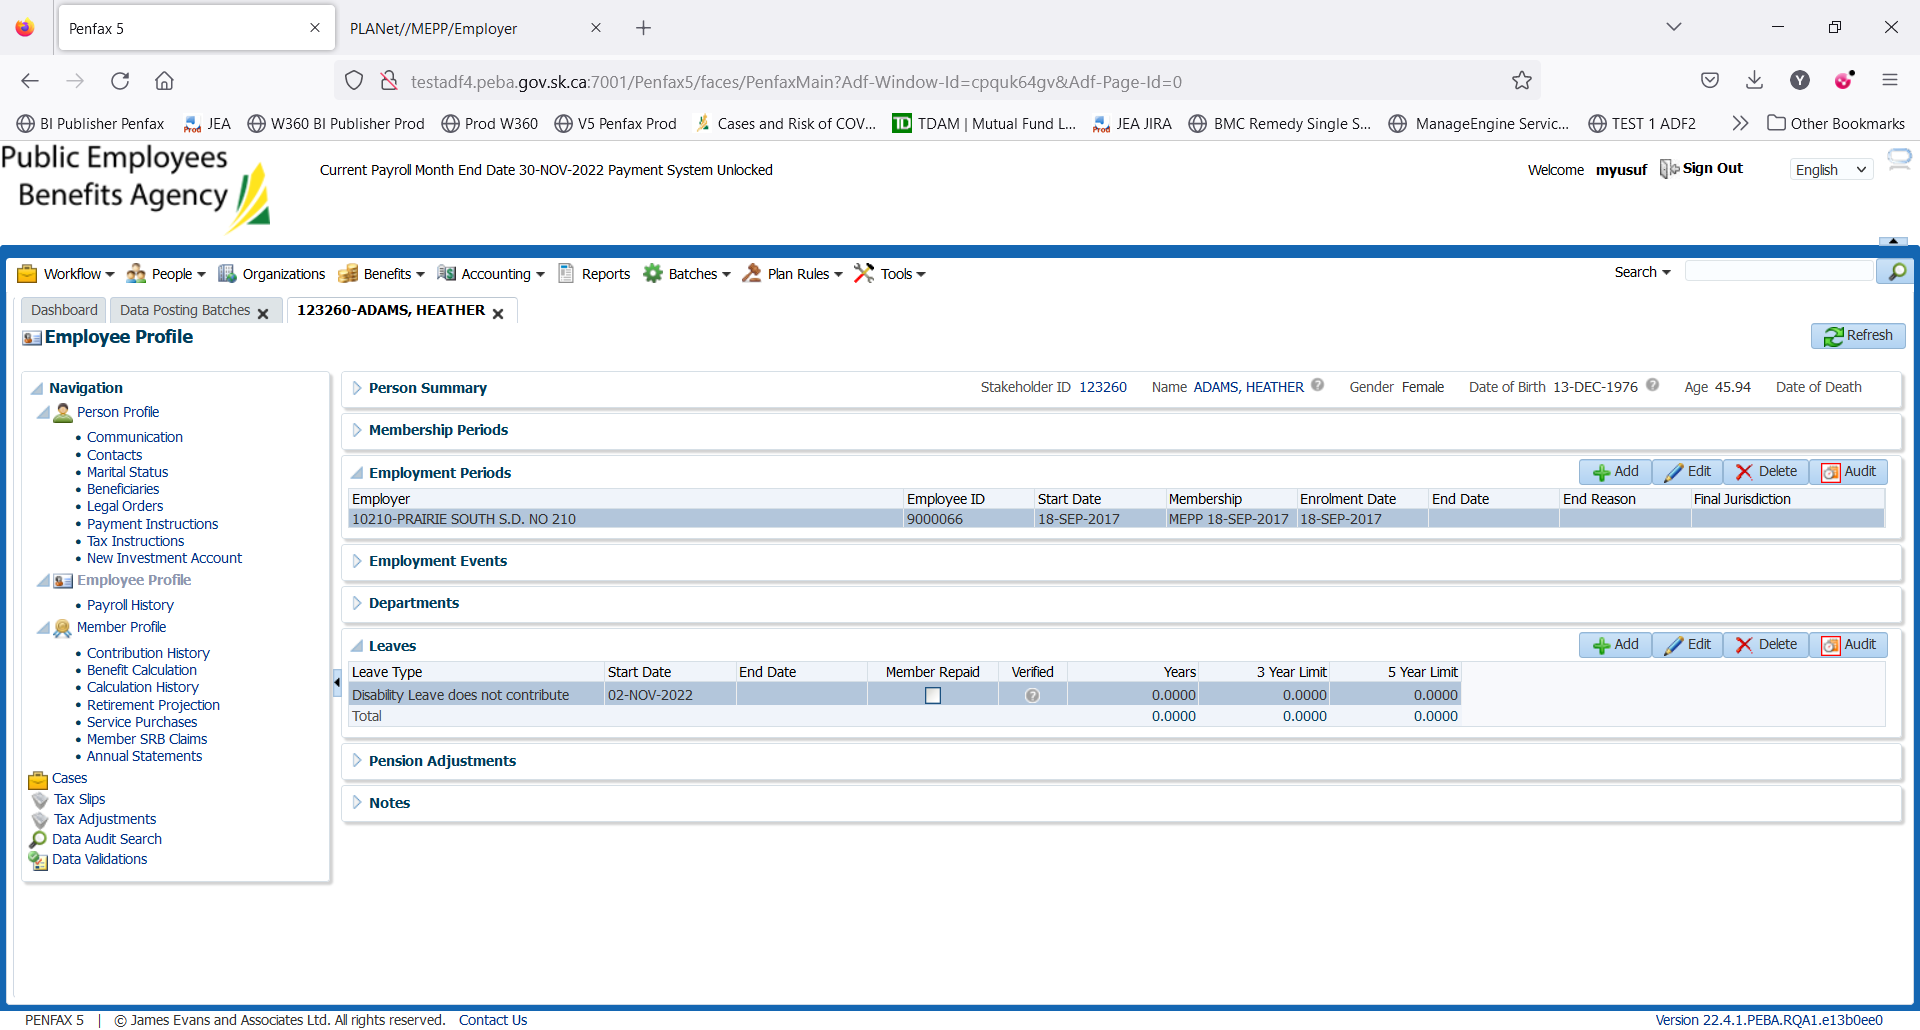 Penfax 5
PLANet//MEPP/Employer
testadf4.peba.gov.sk.ca:7001/Penfax5/faces/PenfaxMain?Adf-Window-Id=cpquk64gv&Adf-Page-Id=0
Y
BI Publisher Penfax JEA W360 BI Publisher Prod Prod W360 V5 Penfax Prod Cases and Risk of COV... TDAM | Mutual Fund L... JEA JIRA BMC Remedy Single S... ManageEngine Servic... TEST 1 ADF2 Other Bookmarks
Public Employees
Benefits Agency
Current Payroll Month End Date 30-NOV-2022 Payment System Unlocked
Welcome myusuf Sign Out English
Workflow People Organizations Benefits Accounting Reports Batches Plan Rules Tools Search
Dashboard Data Posting Batches 123260-ADAMS, HEATHER
Employee Profile
Refresh
Navigation
Person Profile
Communication
Contacts
Marital Status
Beneficiaries
Legal Orders
Payment Instructions
Tax Instructions
New Investment Account
Employee Profile
Payroll History
Member Profile
Contribution History
Benefit Calculation
Calculation History
Retirement Projection
Service Purchases
Member SRB Claims
Annual Statements
Cases
Tax Slips
Tax Adjustments
Data Audit Search
Data Validations
Person Summary Stakeholder ID 123260 Name ADAMS, HEATHER Gender Female Date of Birth 13-DEC-1976 Age 45.94 Date of Death
Membership Periods
Employment Periods Add Edit Delete Audit
Employer Employee ID Start Date Membership Enrolment Date End Date End Reason Final Jurisdiction
10210-PRAIRIE SOUTH S.D. NO 210 9000066 18-SEP-2017 MEPP 18-SEP-2017 18-SEP-2017
Employment Events
Departments
Leaves Add Edit Delete Audit
Leave Type Start Date End Date Member Repaid Verified Years 3 Year Limit 5 Year Limit
Disability Leave does not contribute 02-NOV-2022 0.0000 0.0000 0.0000
Total 0.0000 0.0000 0.0000
Pension Adjustments
Notes
PENFAX 5 | © James Evans and Associates Ltd. All rights reserved. Contact Us
Version 22.4.1.PEBA.RQA1.e13b0ee0